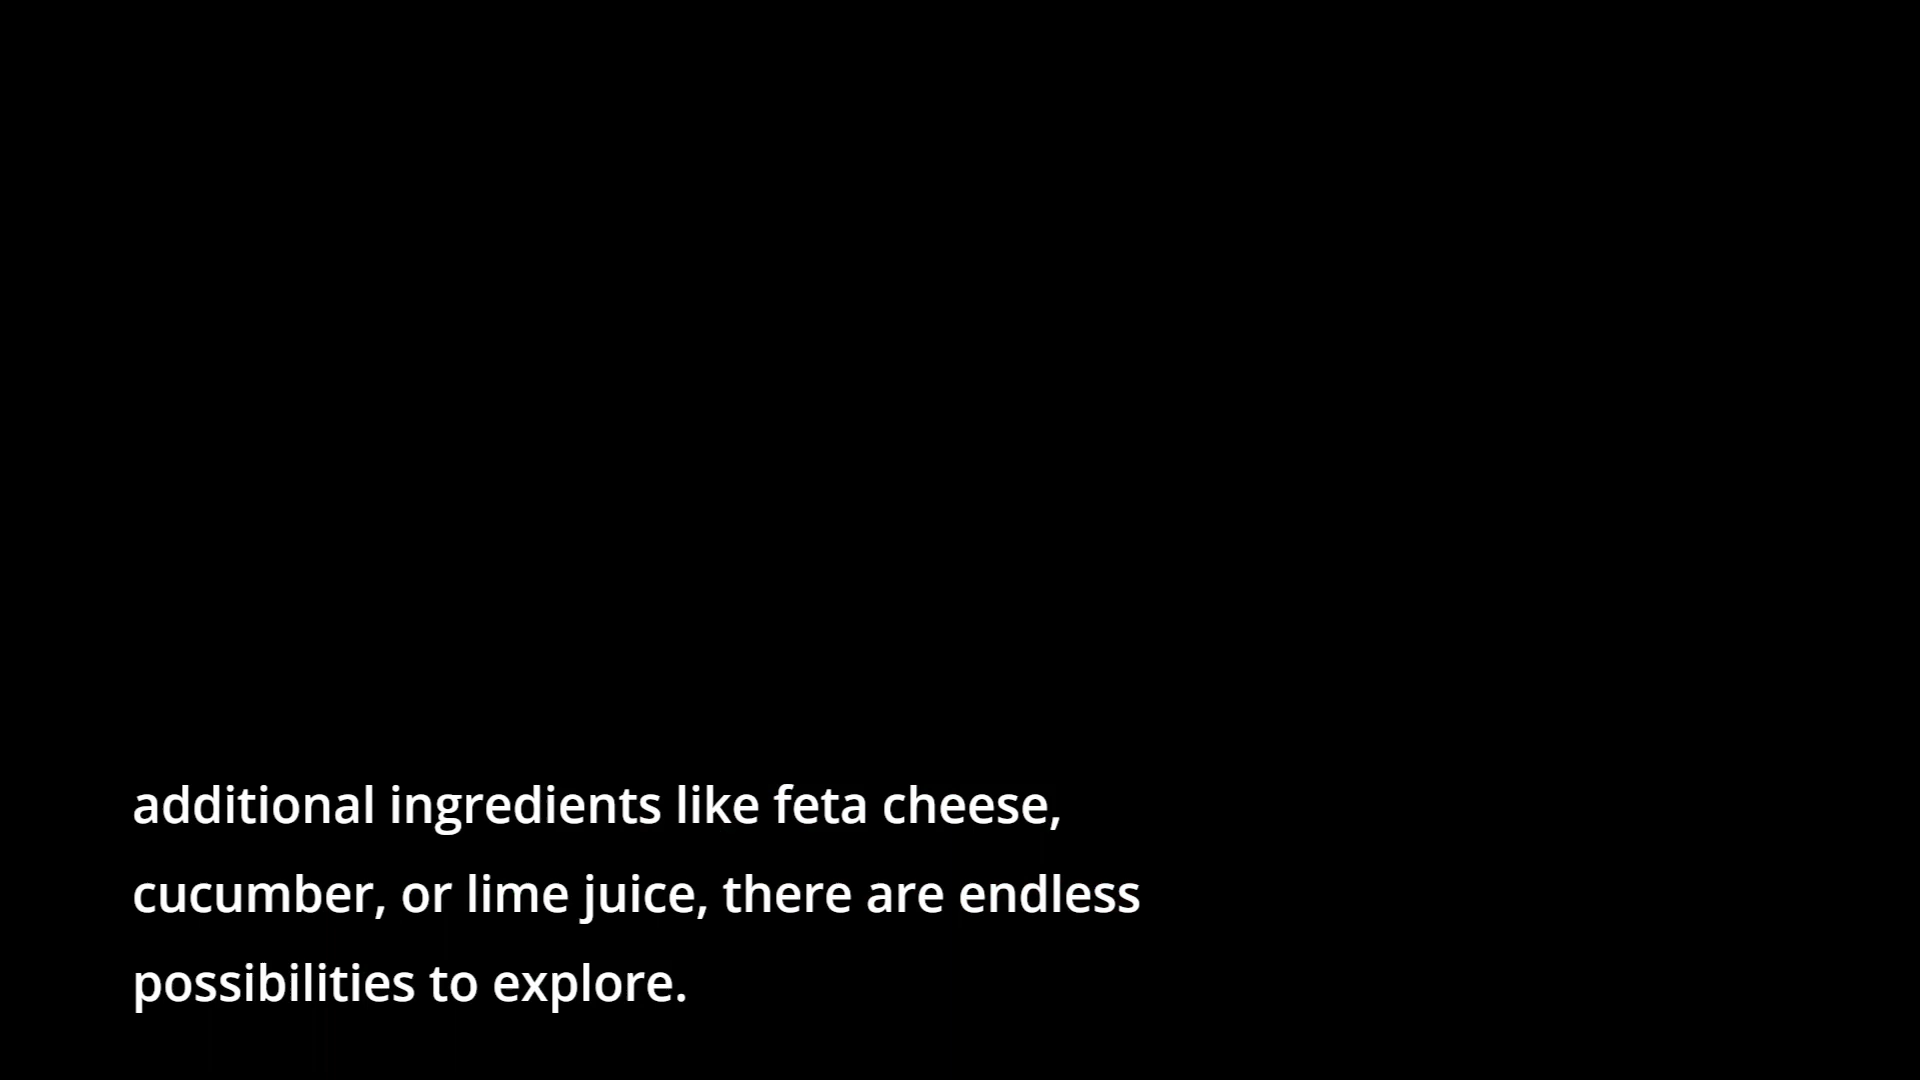 additional ingredients like feta cheese,
cucumber, or lime juice, there are endless
possibilities to explore.